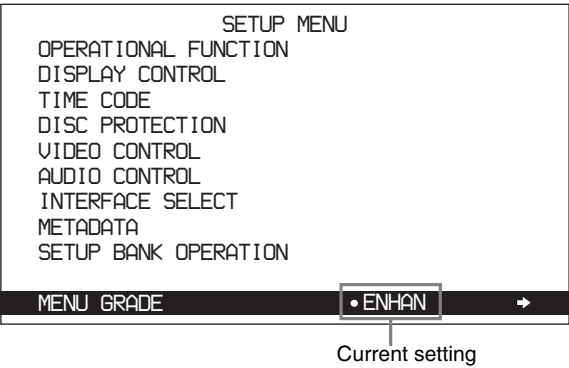 SETUP MENU
OPERATIONAL FUNCTION
DISPLAY CONTROL
TIME CODE
DISC PROTECTION
VIDEO CONTROL
AUDIO CONTROL
INTERFACE SELECT
METADATA
SETUP BANK OPERATION
MENU GRADE •ENHAN ➔
Current setting